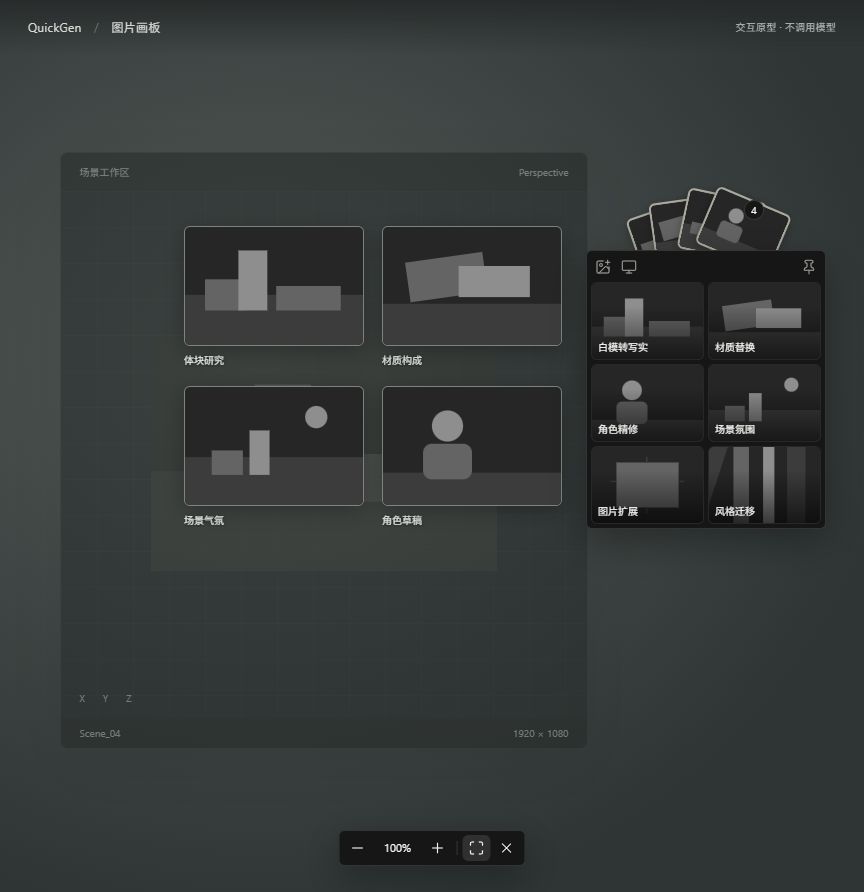 QuickGen / 图片画板
交互原型 · 不调用模型
场景工作区
Perspective
4
体块研究
材质构成
场景气氛
角色草稿
白模转写实
材质替换
角色精修
场景氛围
图片扩展
风格迁移
X Y Z
Scene_04
1920 × 1080
100%